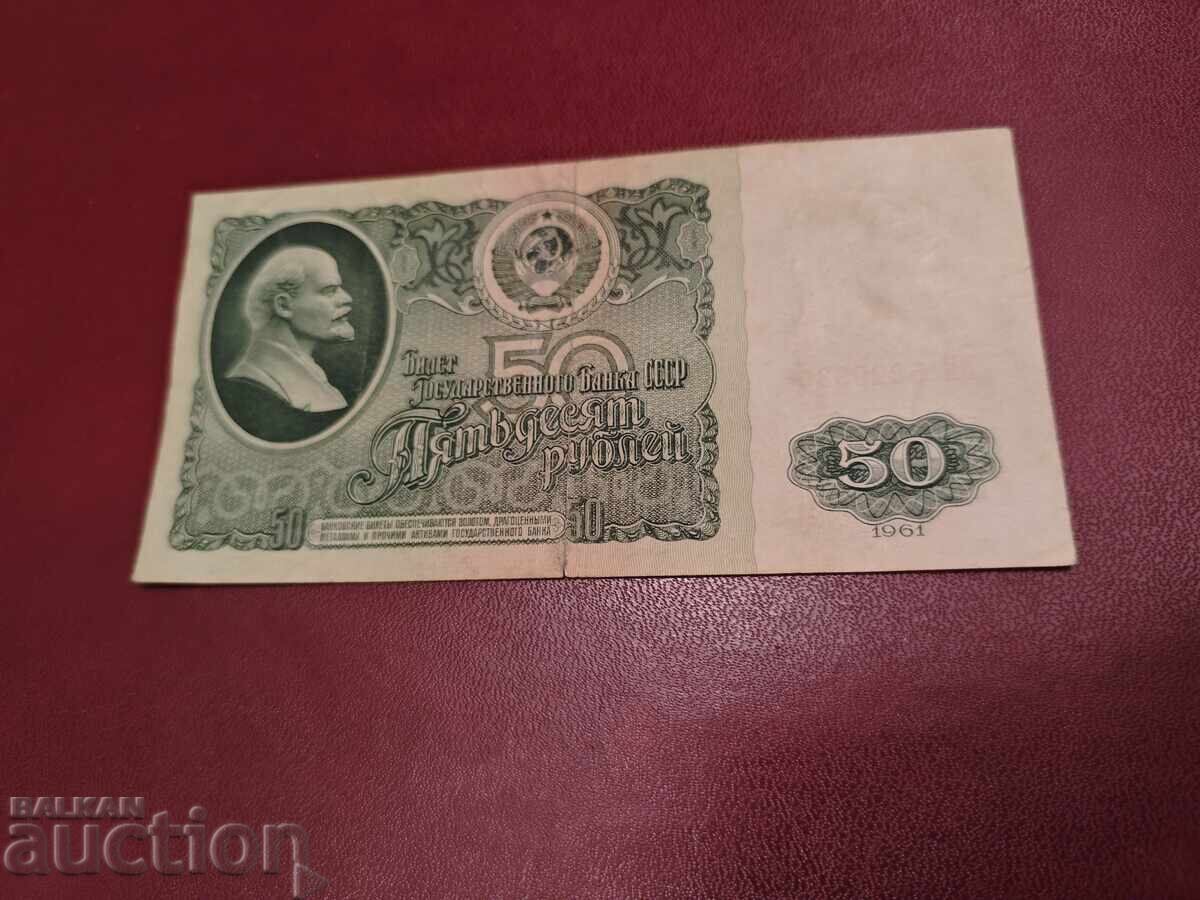 50
Билет
Государственного Банка СССР
Пятьдесят
рублей
50 БАНКОВСКИЕ БИЛЕТЫ ОБЕСПЕЧИВАЮТСЯ ЗОЛОТОМ, ДРАГОЦЕННЫМИ 50
МЕТАЛЛАМИ И ПРОЧИМИ АКТИВАМИ ГОСУДАРСТВЕННОГО БАНКА
50
1961
BALKAN
auction